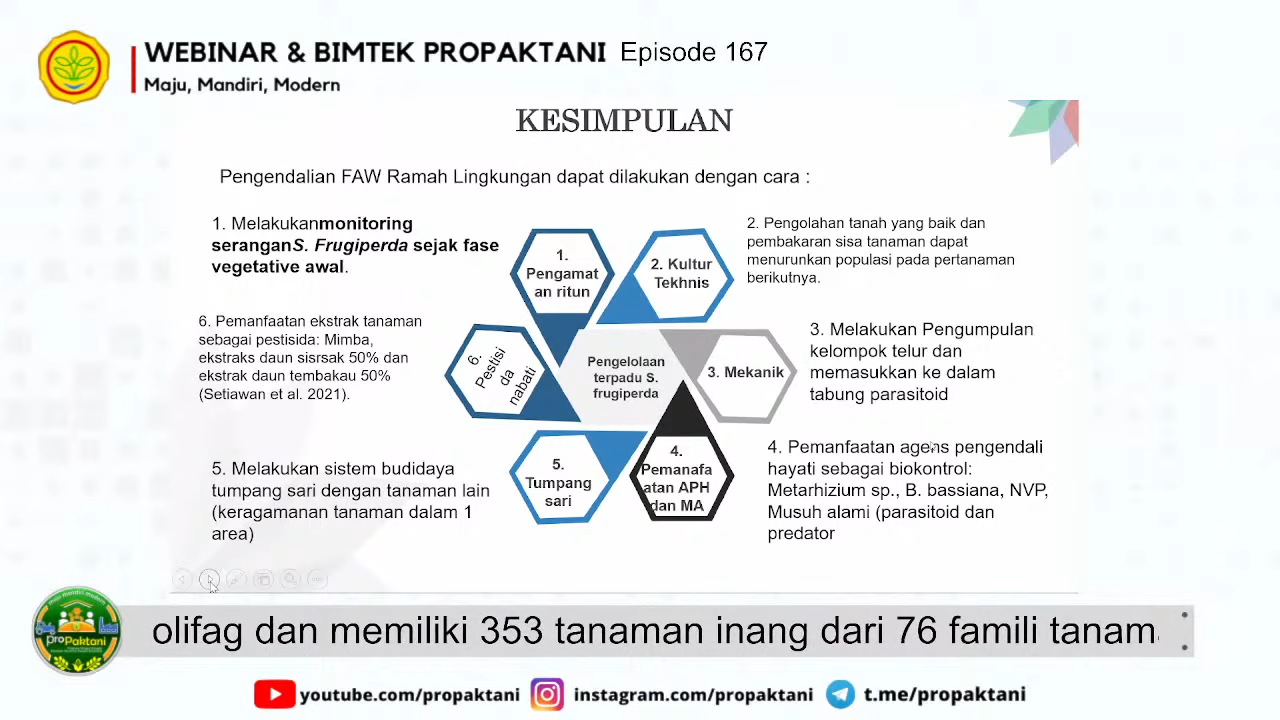 WEBINAR & BIMTEK PROPAKTANI Episode 167
Maju, Mandiri, Modern
KESIMPULAN
Pengendalian FAW Ramah Lingkungan dapat dilakukan dengan cara :
1. Melakukanmonitoring
seranganS. Frugiperda sejak fase
vegetative awal.
1.
Pengamat
an ritun
2. Kultur
Tekhnis
2. Pengolahan tanah yang baik dan
pembakaran sisa tanaman dapat
menurunkan populasi pada pertanaman
berikutnya.
6. Pemanfaatan ekstrak tanaman
sebagai pestisida: Mimba,
ekstraks daun sisrsak 50% dan
ekstrak daun tembakau 50%
(Setiawan et al. 2021).
6.
Pestisi
da
nabati
Pengelolaan
terpadu S.
frugiperda
3. Mekanik
3. Melakukan Pengumpulan
kelompok telur dan
memasukkan ke dalam
tabung parasitoid
5. Melakukan sistem budidaya
tumpang sari dengan tanaman lain
(keragamanan tanaman dalam 1
area)
5.
Tumpang
sari
4.
Pemanafa
atan APH
dan MA
4. Pemanfaatan agens pengendali
hayati sebagai biokontrol:
Metarhizium sp., B. bassiana, NVP,
Musuh alami (parasitoid dan
predator
proPaktani
olifag dan memiliki 353 tanaman inang dari 76 famili tanam
youtube.com/propaktani instagram.com/propaktani t.me/propaktani